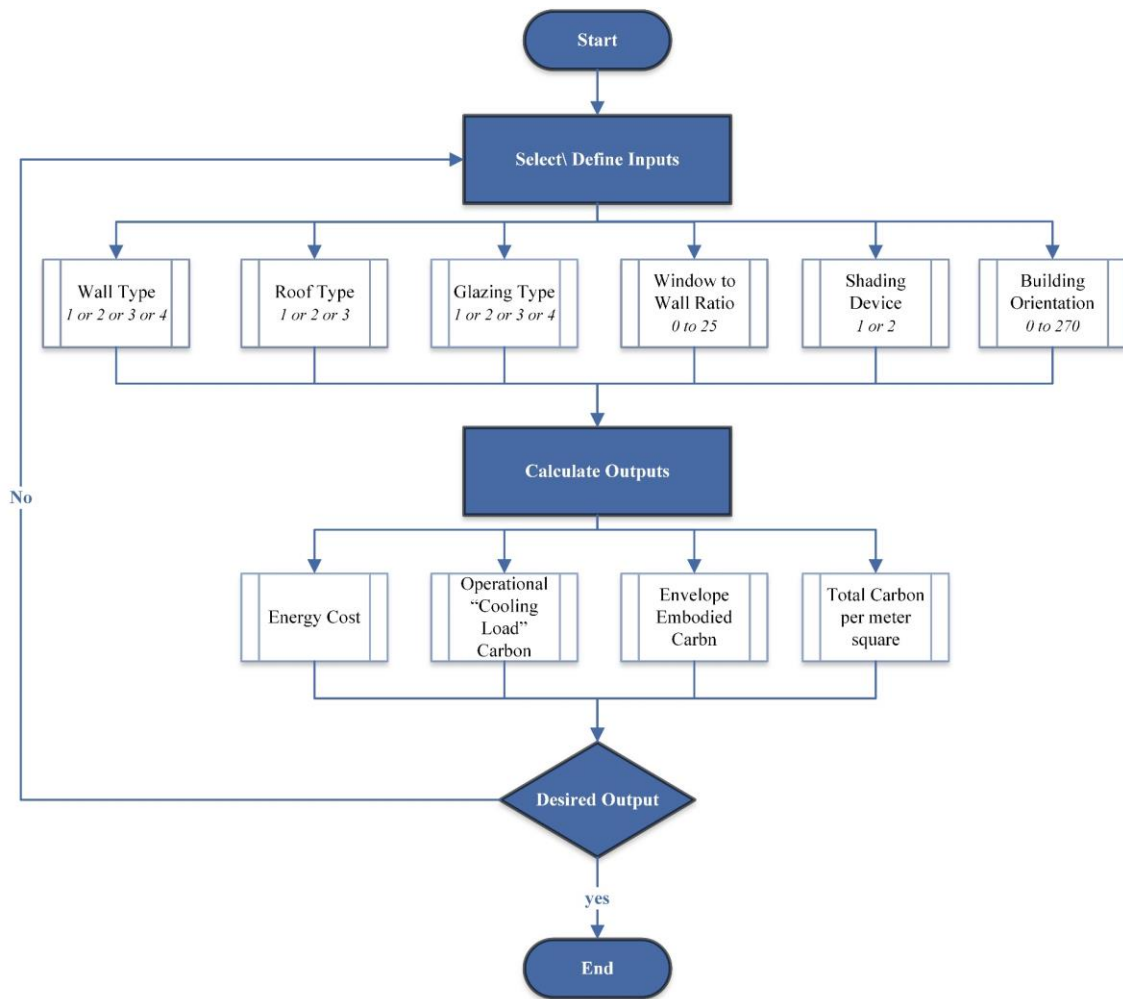 Start
Select\ Define Inputs
Wall Type
1 or 2 or 3 or 4
Roof Type
1 or 2 or 3
Glazing Type
1 or 2 or 3 or 4
Window to
Wall Ratio
0 to 25
Shading
Device
1 or 2
Building
Orientation
0 to 270
Calculate Outputs
No
Energy Cost
Operational
“Cooling
Load”
Carbon
Envelope
Embodied
Carbn
Total Carbon
per meter
square
Desired Output
yes
End